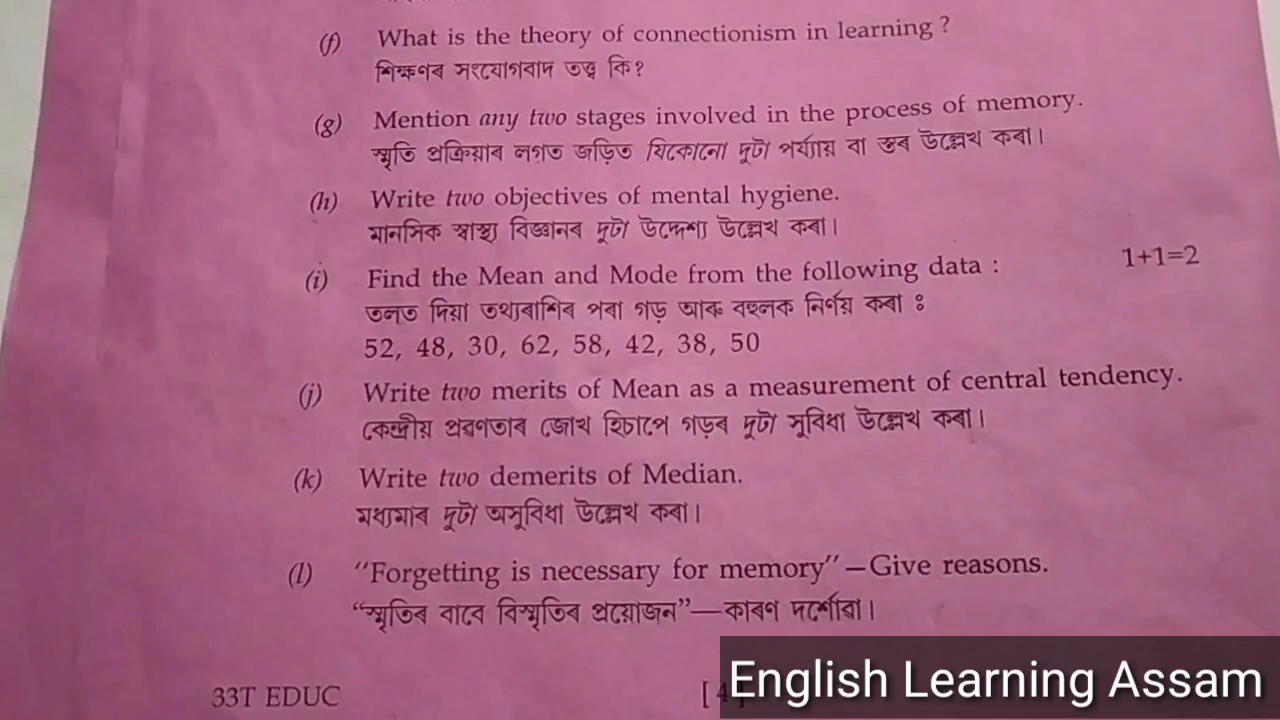 (f) What is the theory of connectionism in learning ?
শিক্ষণৰ সংযোগবাদ তত্ত্ব কি?
(g) Mention any two stages involved in the process of memory.
স্মৃতি প্ৰক্ৰিয়াৰ লগত জড়িত যিকোনো দুটা পৰ্য্যায় বা স্তৰ উল্লেখ কৰা।
(h) Write two objectives of mental hygiene.
মানসিক স্বাস্থ্য বিজ্ঞানৰ দুটা উদ্দেশ্য উল্লেখ কৰা।
(i) Find the Mean and Mode from the following data : 1+1=2
তলত দিয়া তথ্যৰাশিৰ পৰা গড় আৰু বহুলক নিৰ্ণয় কৰা ঃ
52, 48, 30, 62, 58, 42, 38, 50
(j) Write two merits of Mean as a measurement of central tendency.
কেন্দ্ৰীয় প্ৰৱণতাৰ জোখ হিচাপে গড়ৰ দুটা সুবিধা উল্লেখ কৰা।
(k) Write two demerits of Median.
মধ্যমাৰ দুটা অসুবিধা উল্লেখ কৰা।
(l) “Forgetting is necessary for memory”—Give reasons.
“স্মৃতিৰ বাবে বিস্মৃতিৰ প্ৰয়োজন”—কাৰণ দৰ্শোৱা।
33T EDUC [ 4 ]
English Learning Assam